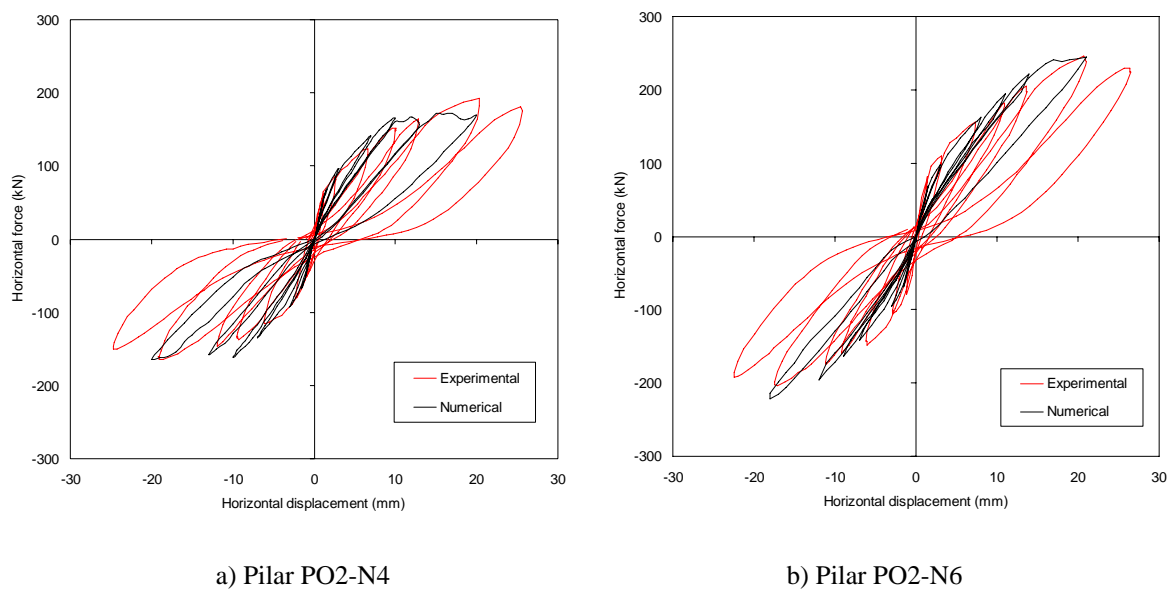 300
200
100
0
-100
-200
-300
-30
-20
-10
0
10
20
30
Horizontal displacement (mm)
Horizontal force (kN)
Experimental
Numerical
a) Pilar PO2-N4
300
200
100
0
-100
-200
-300
-30
-20
-10
0
10
20
30
Horizontal displacement (mm)
Horizontal force (kN)
Experimental
Numerical
b) Pilar PO2-N6